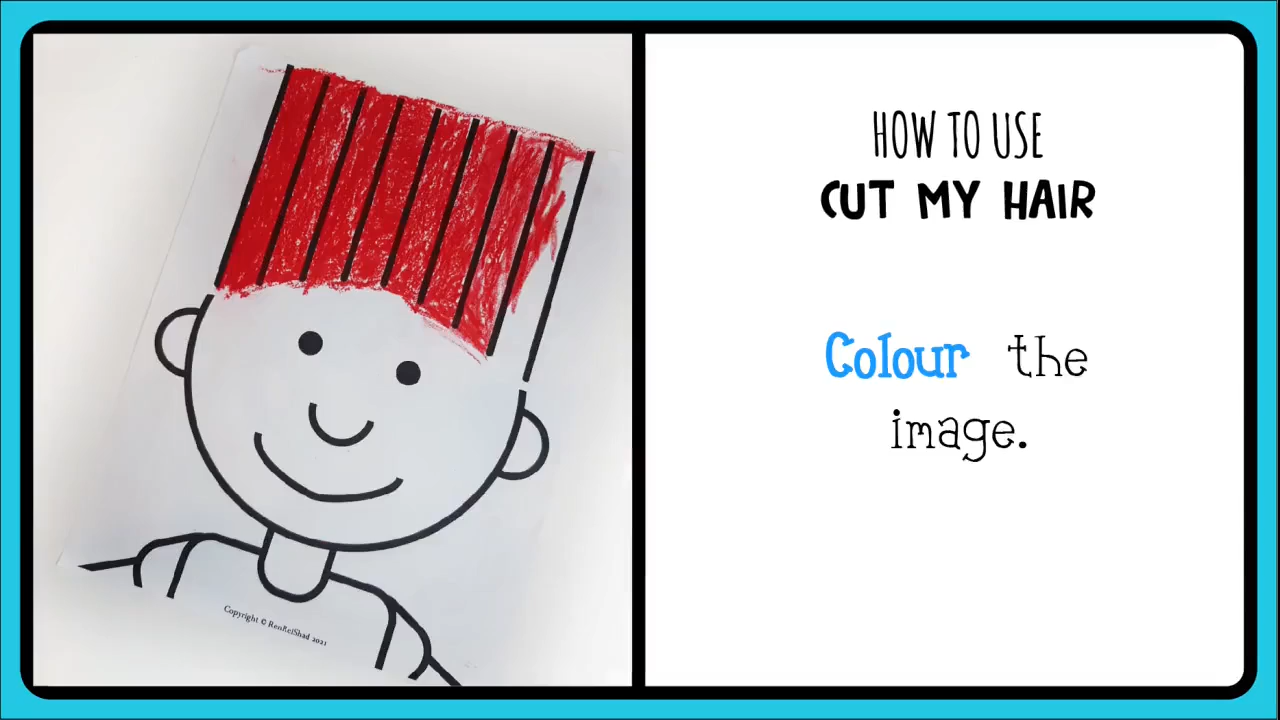 HOW TO USE
CUT MY HAIR
Colour the
image.
Copyright © RenReiShad 2021